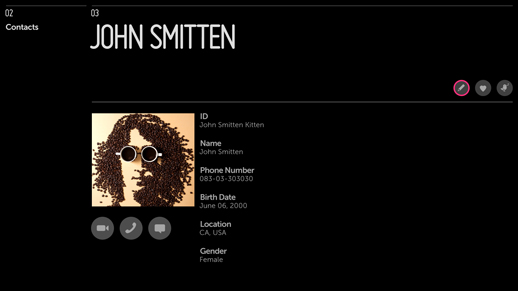 02
Contacts
03
JOHN SMITTEN
ID
John Smitten Kitten
Name
John Smitten
Phone Number
083-03-303030
Birth Date
June 06, 2000
Location
CA, USA
Gender
Female